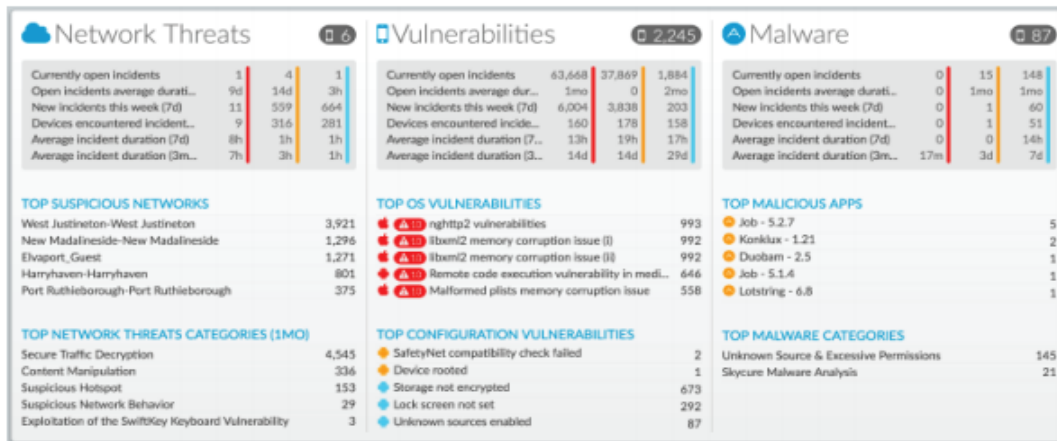 Network Threats 6
Currently open incidents 1 4 1
Open incidents average durati... 9d 14d 3h
New incidents this week (7d) 11 559 664
Devices encountered incident... 9 316 281
Average incident duration (7d) 8h 1h 1h
Average incident duration (3m... 7h 3h 1h
TOP SUSPICIOUS NETWORKS
West Justineton-West Justineton 3,921
New Madalineside-New Madalineside 1,296
Elvaport_Guest 1,271
Harryhaven-Harryhaven 801
Port Ruthieborough-Port Ruthieborough 375
TOP NETWORK THREATS CATEGORIES (1MO)
Secure Traffic Decryption 4,545
Content Manipulation 336
Suspicious Hotspot 153
Suspicious Network Behavior 29
Exploitation of the SwiftKey Keyboard Vulnerability 3
Vulnerabilities 2,245
Currently open incidents 63,668 37,869 1,884
Open incidents average dur... 1mo 0 2mo
New incidents this week (7d) 6,004 3,838 203
Devices encountered incide... 160 178 158
Average incident duration (7... 13h 19h 17h
Average incident duration (3... 14d 14d 29d
TOP OS VULNERABILITIES
10 nghttp2 vulnerabilities 993
10 libxml2 memory corruption issue (i) 992
10 libxml2 memory corruption issue (ii) 992
10 Remote code execution vulnerability in medi... 646
10 Malformed plists memory corruption issue 558
TOP CONFIGURATION VULNERABILITIES
SafetyNet compatibility check failed 2
Device rooted 1
Storage not encrypted 673
Lock screen not set 292
Unknown sources enabled 87
Malware 87
Currently open incidents 0 15 148
Open incidents average durati... 0 1mo 1mo
New incidents this week (7d) 0 1 60
Devices encountered incident... 0 1 51
Average incident duration (7d) 0 0 14h
Average incident duration (3m... 17m 3d 7d
TOP MALICIOUS APPS
Job - 5.2.7 5
Konklux - 1.21 2
Duobam - 2.5 1
Job - 5.1.4 1
Lotstring - 6.8 1
TOP MALWARE CATEGORIES
Unknown Source & Excessive Permissions 145
Skycure Malware Analysis 21